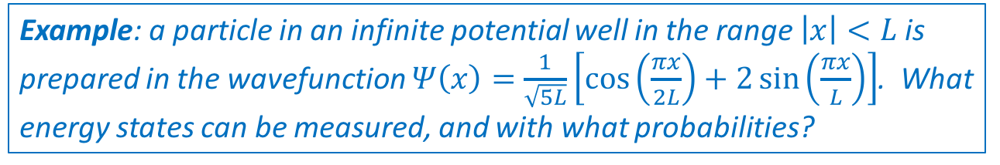 Example: a particle in an infinite potential well in the range |x| < L is
prepared in the wavefunction Ψ(x) = 1/√5L [cos(πx/2L) + 2 sin(πx/L)]. What
energy states can be measured, and with what probabilities?